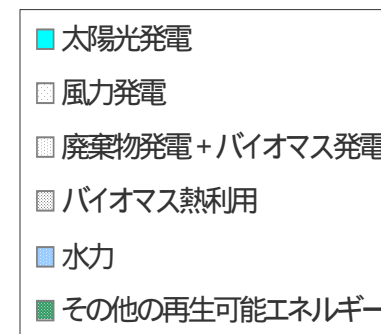 太陽光発電
風力発電
廃棄物発電+バイオマス発電
バイオマス熱利用
水力
その他の再生可能エネルギー